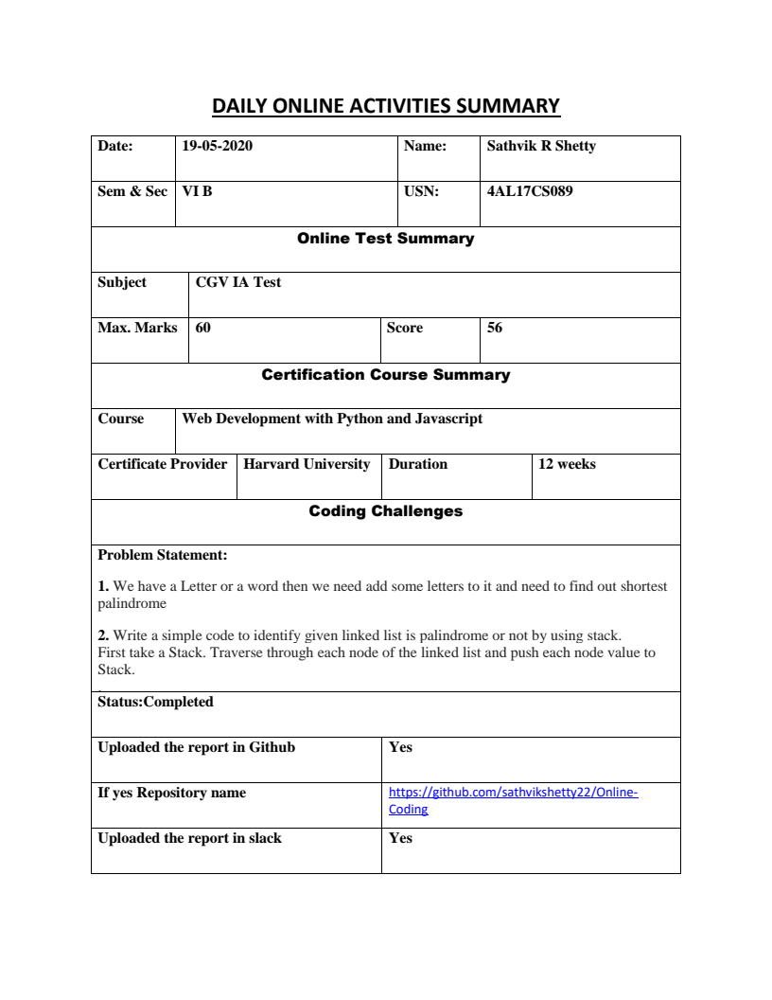 DAILY ONLINE ACTIVITIES SUMMARY
Date: 19-05-2020 Name: Sathvik R Shetty
Sem & Sec VI B USN: 4AL17CS089
Online Test Summary
Subject CGV IA Test
Max. Marks 60 Score 56
Certification Course Summary
Course Web Development with Python and Javascript
Certificate Provider Harvard University Duration 12 weeks
Coding Challenges
Problem Statement:
1. We have a Letter or a word then we need add some letters to it and need to find out shortest
palindrome
2. Write a simple code to identify given linked list is palindrome or not by using stack.
First take a Stack. Traverse through each node of the linked list and push each node value to
Stack.
Status:Completed
Uploaded the report in Github Yes
If yes Repository name https://github.com/sathvikshetty22/Online-
Coding
Uploaded the report in slack Yes